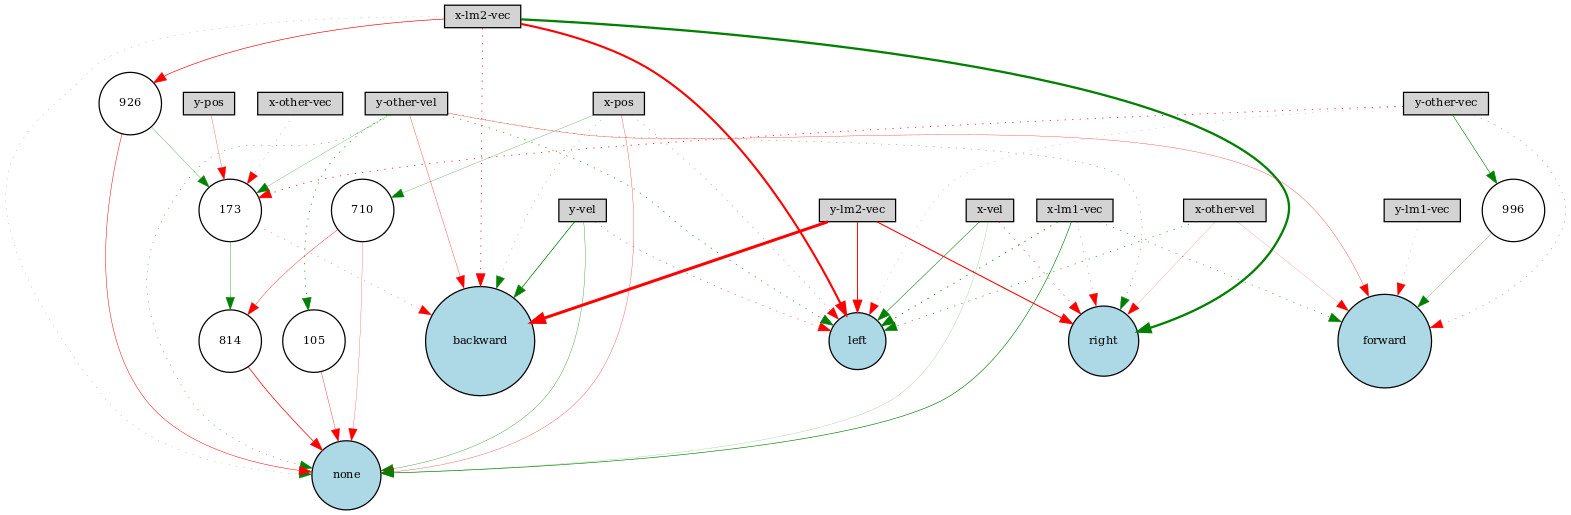 x-lm2-vec
926
y-pos
x-other-vec
y-other-vel
x-pos
y-other-vec
173
710
y-vel
y-lm2-vec
x-vel
x-lm1-vec
x-other-vel
y-lm1-vec
996
814
105
backward
left
right
forward
none